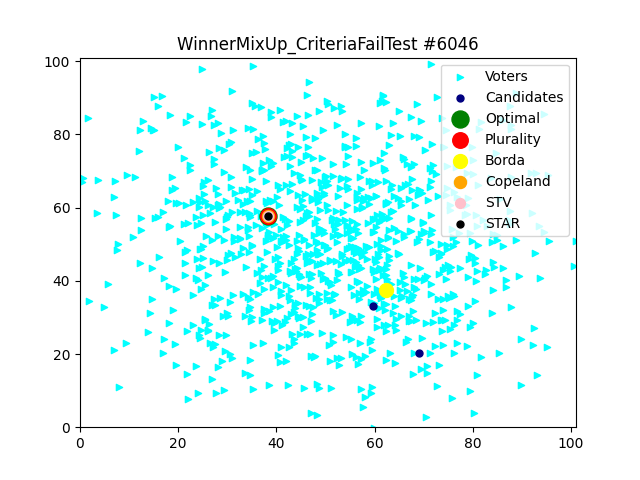 WinnerMixUp_CriteriaFailTest #6046
Voters
Candidates
Optimal
Plurality
Borda
Copeland
STV
STAR
100
80
60
40
20
0
0 20 40 60 80 100